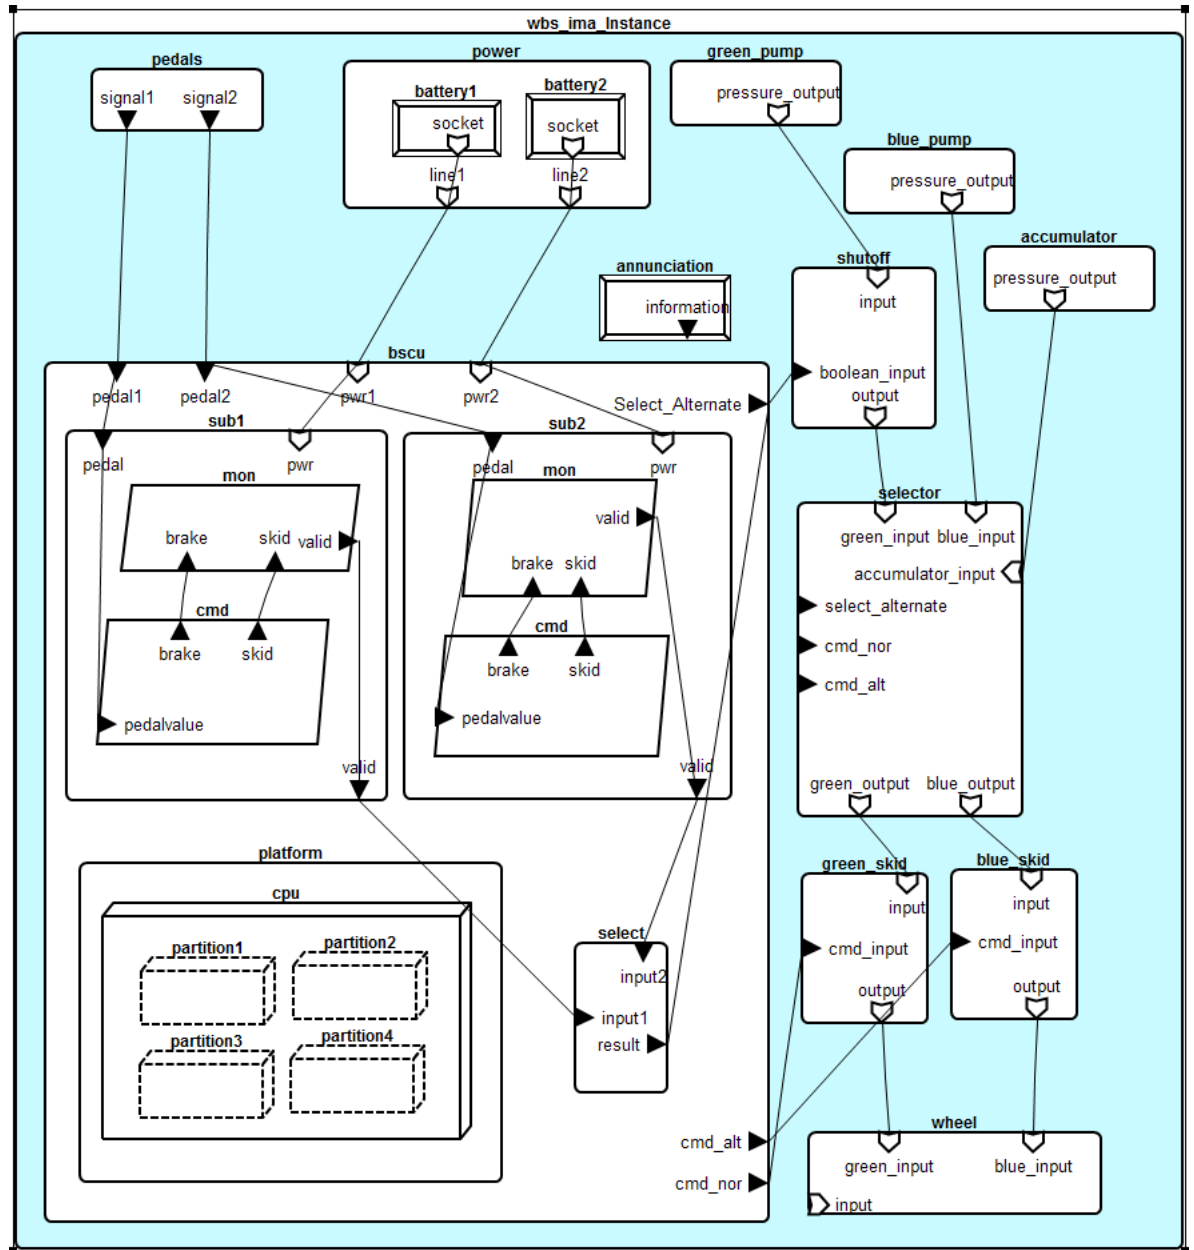 wbs_ima_Instance
pedals
signal1 signal2
power
battery1
socket
line1
battery2
socket
line2
green_pump
pressure_output
blue_pump
pressure_output
accumulator
pressure_output
annunciation
information
shutoff
input
boolean_input
output
bscu
pedal1 pedal2 pwr1 pwr2
Select_Alternate
sub1
pedal pwr
mon
brake skid valid
cmd
brake skid
pedalvalue
valid
sub2
pedal pwr
mon
valid
brake skid
cmd
brake skid
pedalvalue
valid
selector
green_input blue_input
accumulator_input
select_alternate
cmd_nor
cmd_alt
green_output blue_output
platform
cpu
partition1 partition2
partition3 partition4
select
input2
input1
result
cmd_alt
cmd_nor
green_skid
input
cmd_input
output
blue_skid
input
cmd_input
output
wheel
green_input blue_input
input